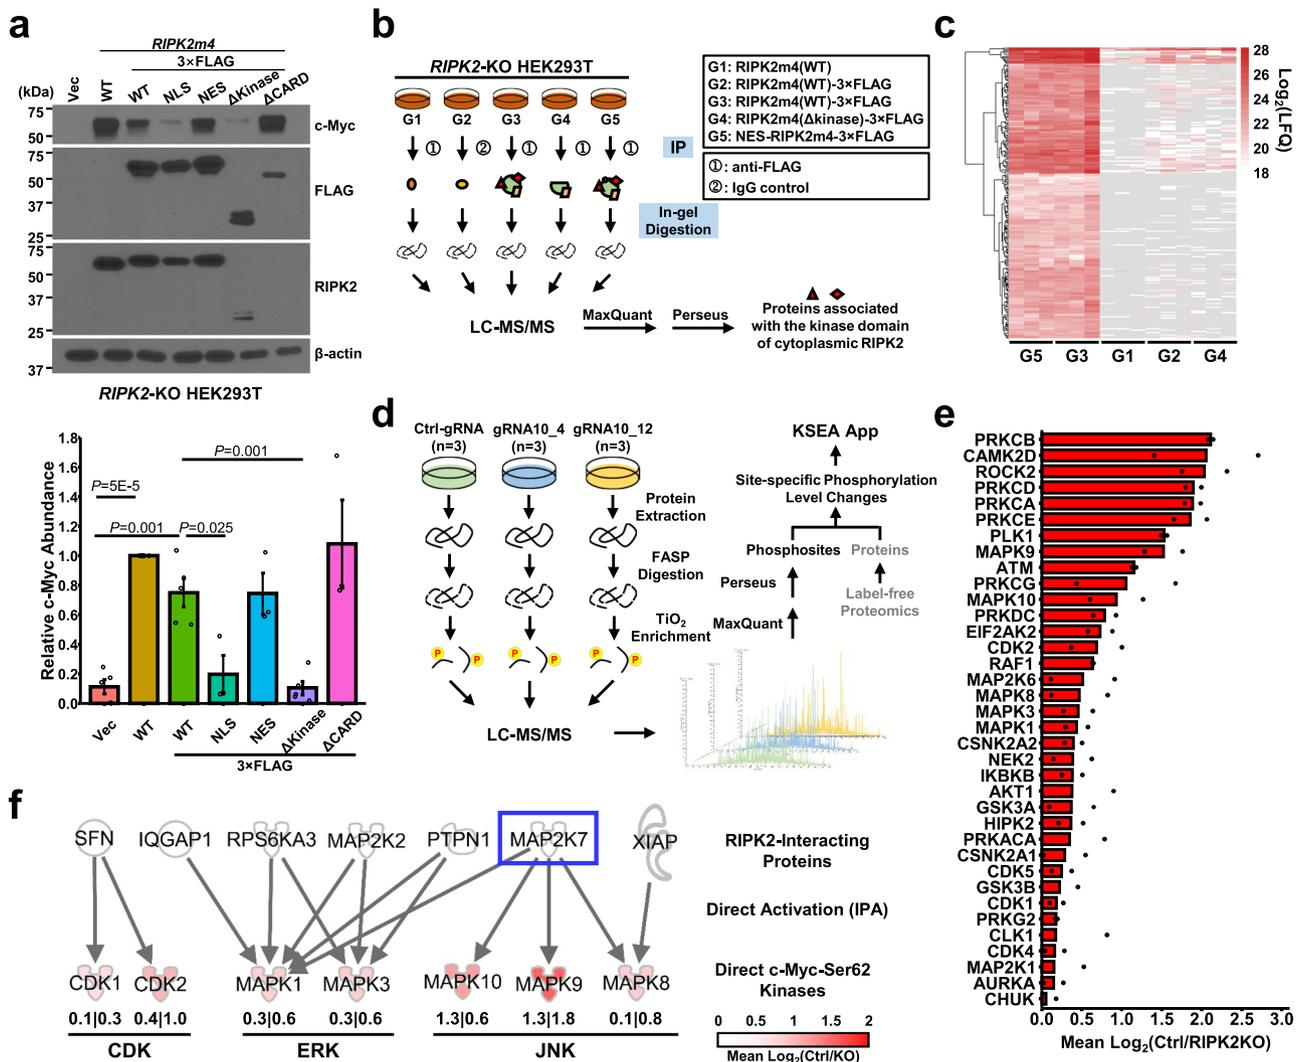 a
RIPK2m4
3×FLAG
(kDa)
Vec
WT
WT
NLS
NES
ΔKinase
ΔCARD
75
50
c-Myc
75
50
37
25
FLAG
75
50
37
25
RIPK2
37
β-actin
RIPK2-KO HEK293T
Relative c-Myc Abundance
1.8
1.6
1.4
1.2
1.0
0.8
0.6
0.4
0.2
0.0
P=0.001
P=5E-5
P=0.001
P=0.025
Vec
WT
WT
NLS
NES
ΔKinase
ΔCARD
3×FLAG
b
RIPK2-KO HEK293T
G1 G2 G3 G4 G5
① ② ① ① ①
IP
In-gel
Digestion
G1: RIPK2m4(WT)
G2: RIPK2m4(WT)-3×FLAG
G3: RIPK2m4(WT)-3×FLAG
G4: RIPK2m4(Δkinase)-3×FLAG
G5: NES-RIPK2m4-3×FLAG
①: anti-FLAG
②: IgG control
LC-MS/MS
MaxQuant
Perseus
Proteins associated
with the kinase domain
of cytoplasmic RIPK2
c
28
26
24
22
20
18
Log2(LFQ)
G5 G3 G1 G2 G4
d
Ctrl-gRNA
(n=3)
gRNA10_4
(n=3)
gRNA10_12
(n=3)
Protein
Extraction
FASP
Digestion
TiO2
Enrichment
P P P P P P
LC-MS/MS
KSEA App
Site-specific Phosphorylation
Level Changes
Phosphosites
Proteins
Perseus
Label-free
Proteomics
MaxQuant
e
PRKCB
CAMK2D
ROCK2
PRKCD
PRKCA
PRKCE
PLK1
MAPK9
ATM
PRKCG
MAPK10
PRKDC
EIF2AK2
CDK2
RAF1
MAP2K6
MAPK8
MAPK3
MAPK1
CSNK2A2
NEK2
IKBKB
AKT1
GSK3A
HIPK2
PRKACA
CSNK2A1
CDK5
GSK3B
CDK1
PRKG2
CLK1
CDK4
MAP2K1
AURKA
CHUK
0.0 0.5 1.0 1.5 2.0 2.5 3.0
Mean Log2(Ctrl/RIPK2KO)
f
SFN IQGAP1 RPS6KA3 MAP2K2 PTPN1 MAP2K7 XIAP
RIPK2-Interacting
Proteins
Direct Activation (IPA)
CDK1 CDK2 MAPK1 MAPK3 MAPK10 MAPK9 MAPK8
Direct c-Myc-Ser62
Kinases
0.1|0.3 0.4|1.0 0.3|0.6 0.3|0.6 1.3|0.6 1.3|1.8 0.1|0.8
CDK ERK JNK
0 0.5 1 1.5 2
Mean Log2(Ctrl/KO)